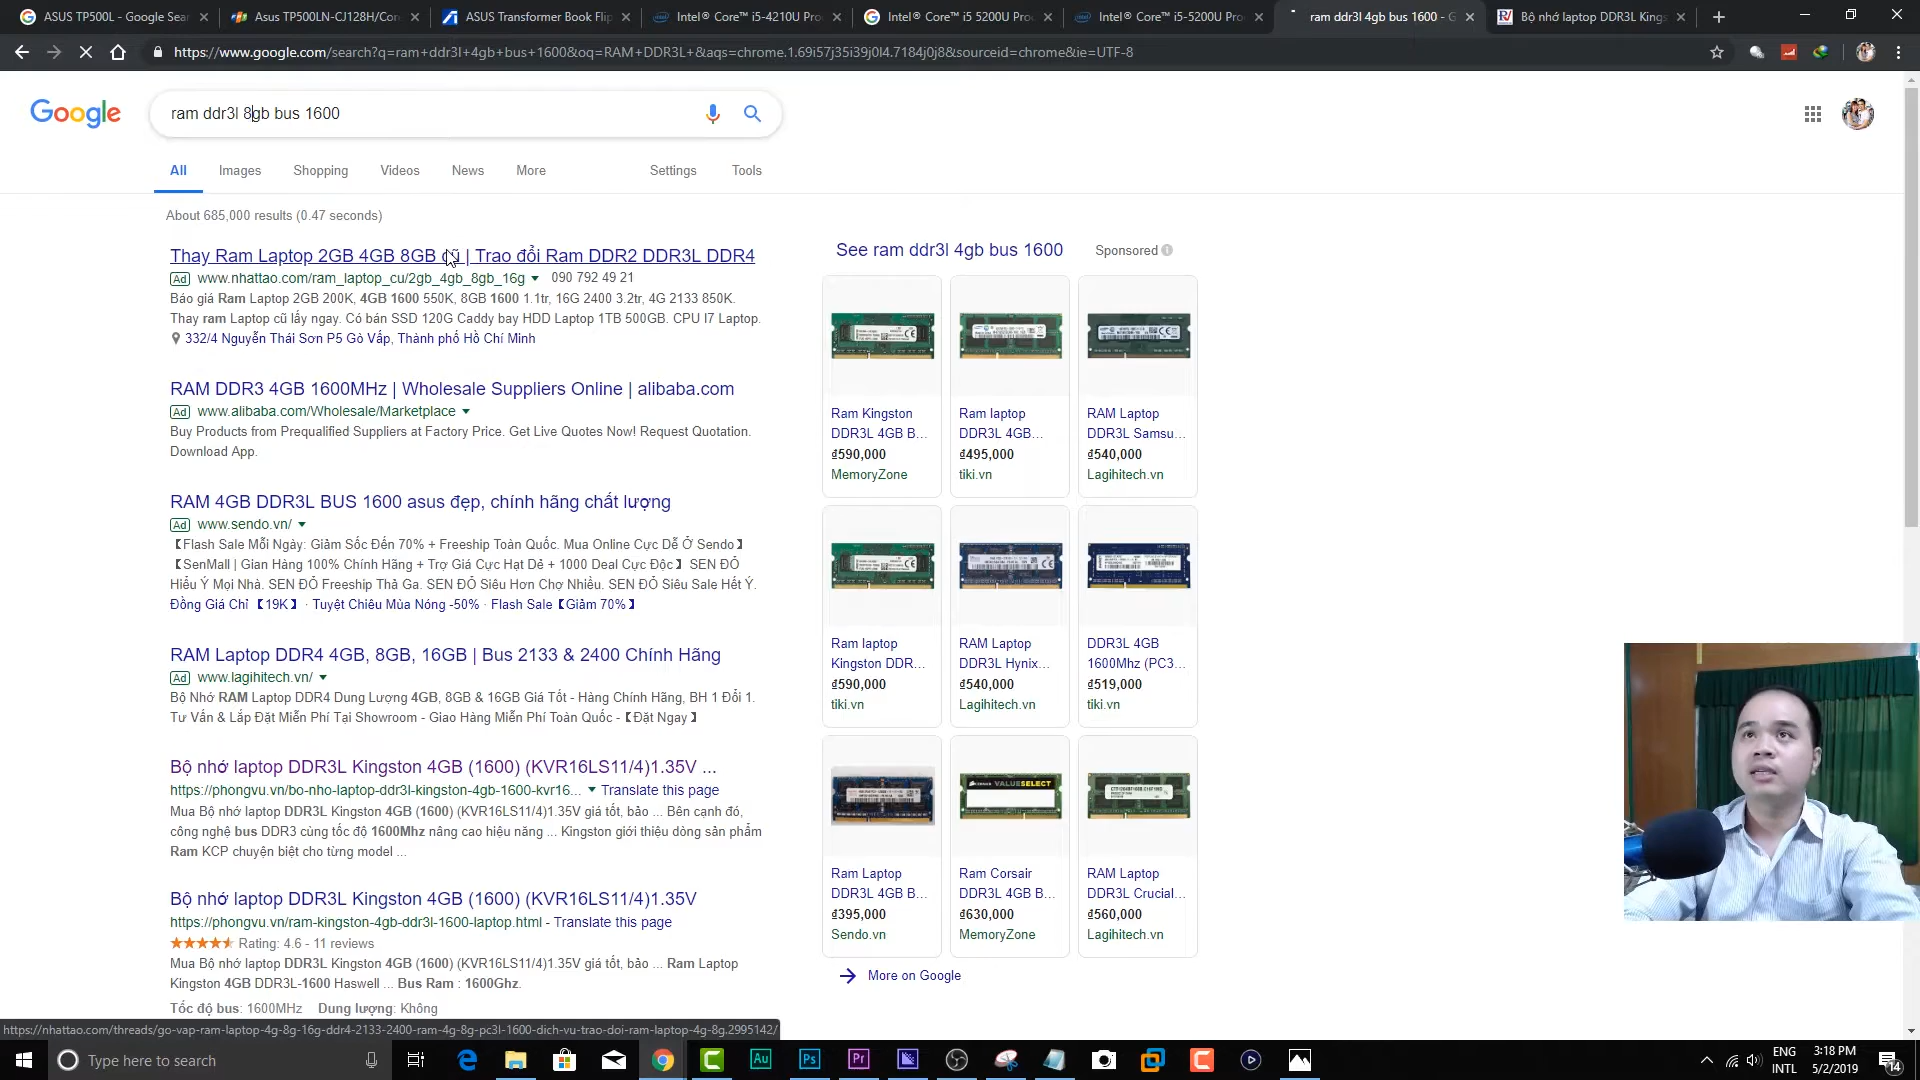 ASUS TP500L - Google Sear
Asus TP500LN-CJ128H/Cor
ASUS Transformer Book Flip
Intel® Core™ i5-4210U Pro
Intel® Core™ i5 5200U Pro
Intel® Core™ i5-5200U Pro
ram ddr3l 4gb bus 1600 - G
Bộ nhớ laptop DDR3L Kings
https://www.google.com/search?q=ram+ddr3l+4gb+bus+1600&oq=RAM+DDR3L+&aqs=chrome.1.69i57j35i39j0l4.7184j0j8&sourceid=chrome&ie=UTF-8
Google
ram ddr3l 8gb bus 1600
All Images Shopping Videos News More Settings Tools
About 685,000 results (0.47 seconds)
Thay Ram Laptop 2GB 4GB 8GB cũ | Trao đổi Ram DDR2 DDR3L DDR4
Ad www.nhattao.com/ram_laptop_cu/2gb_4gb_8gb_16g 090 792 49 21
Báo giá Ram Laptop 2GB 200K, 4GB 1600 550K, 8GB 1600 1.1tr, 16G 2400 3.2tr, 4G 2133 850K.
Thay ram Laptop cũ lấy ngay. Có bán SSD 120G Caddy bay HDD Laptop 1TB 500GB. CPU I7 Laptop.
332/4 Nguyễn Thái Sơn P5 Gò Vấp, Thành phố Hồ Chí Minh
RAM DDR3 4GB 1600MHz | Wholesale Suppliers Online | alibaba.com
Ad www.alibaba.com/Wholesale/Marketplace
Buy Products from Prequalified Suppliers at Factory Price. Get Live Quotes Now! Request Quotation.
Download App.
RAM 4GB DDR3L BUS 1600 asus đẹp, chính hãng chất lượng
Ad www.sendo.vn/
【Flash Sale Mỗi Ngày: Giảm Sốc Đến 70% + Freeship Toàn Quốc. Mua Online Cực Dễ Ở Sendo】
【SenMall | Gian Hàng 100% Chính Hãng + Trợ Giá Cực Hạt Dẻ + 1000 Deal Cực Độc】 SEN ĐỎ
Hiểu Ý Mọi Nhà. SEN ĐỎ Freeship Thả Ga. SEN ĐỎ Siêu Hơn Chợ Nhiều. SEN ĐỎ Siêu Sale Hết Ý.
Đồng Giá Chỉ 【19K】 · Tuyệt Chiêu Mùa Nóng -50% · Flash Sale【Giảm 70%】
RAM Laptop DDR4 4GB, 8GB, 16GB | Bus 2133 & 2400 Chính Hãng
Ad www.lagihitech.vn/
Bộ Nhớ RAM Laptop DDR4 Dung Lượng 4GB, 8GB & 16GB Giá Tốt - Hàng Chính Hãng, BH 1 Đổi 1.
Tư Vấn & Lắp Đặt Miễn Phí Tại Showroom - Giao Hàng Miễn Phí Toàn Quốc -【Đặt Ngay】
Bộ nhớ laptop DDR3L Kingston 4GB (1600) (KVR16LS11/4)1.35V ...
https://phongvu.vn/bo-nho-laptop-ddr3l-kingston-4gb-1600-kvr16... Translate this page
Mua Bộ nhớ laptop DDR3L Kingston 4GB (1600) (KVR16LS11/4)1.35V giá tốt, bảo ... Bên cạnh đó,
công nghệ bus DDR3 cùng tốc độ 1600Mhz nâng cao hiệu năng ... Kingston giới thiệu dòng sản phẩm
Ram KCP chuyện biệt cho từng model ...
Bộ nhớ laptop DDR3L Kingston 4GB (1600) (KVR16LS11/4)1.35V
https://phongvu.vn/ram-kingston-4gb-ddr3l-1600-laptop.html - Translate this page
Rating: 4.6 - 11 reviews
Mua Bộ nhớ laptop DDR3L Kingston 4GB (1600) (KVR16LS11/4)1.35V giá tốt, bảo ... Ram Laptop
Kingston 4GB DDR3L-1600 Haswell ... Bus Ram : 1600Ghz.
Tốc độ bus: 1600MHz Dung lượng: Không
See ram ddr3l 4gb bus 1600 Sponsored
Ram Kingston
DDR3L 4GB B...
₫590,000
MemoryZone
Ram laptop
DDR3L 4GB...
₫495,000
tiki.vn
RAM Laptop
DDR3L Samsu...
₫540,000
Lagihitech.vn
Ram laptop
Kingston DDR...
₫590,000
tiki.vn
RAM Laptop
DDR3L Hynix...
₫540,000
Lagihitech.vn
DDR3L 4GB
1600Mhz (PC3...
₫519,000
tiki.vn
Ram Laptop
DDR3L 4GB B...
₫395,000
Sendo.vn
VALUESELECT
Ram Corsair
DDR3L 4GB B...
₫630,000
MemoryZone
RAM Laptop
DDR3L Crucial...
₫560,000
Lagihitech.vn
More on Google
https://nhattao.com/threads/go-vap-ram-laptop-4g-8g-16g-ddr4-2133-2400-ram-4g-8g-pc3l-1600-dich-vu-trao-doi-ram-laptop-4g-8g.2995142/
Type here to search
Au Ps Pr
ENG
INTL
3:18 PM
5/2/2019
14